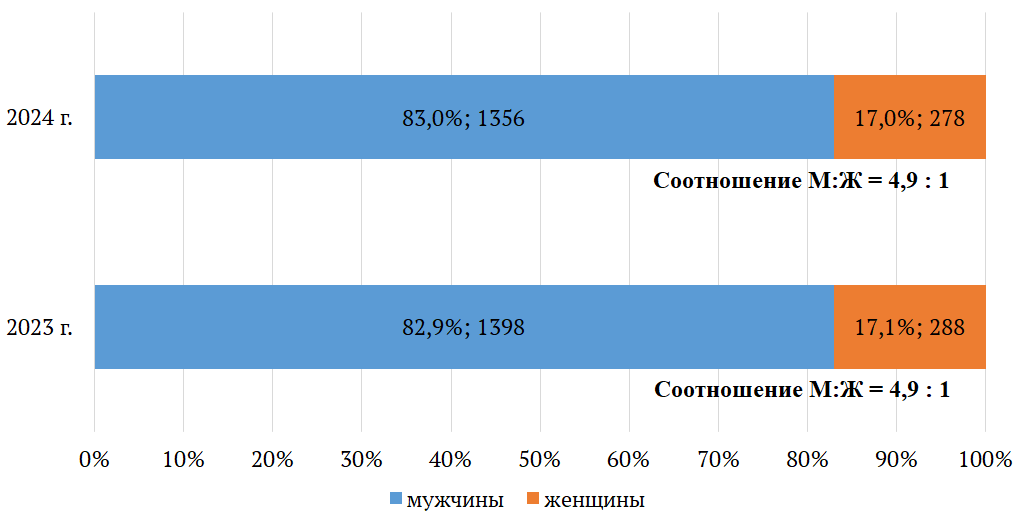 2024 г.
83,0%; 1356
17,0%; 278
Соотношение М:Ж = 4,9 : 1
2023 г.
82,9%; 1398
17,1%; 288
Соотношение М:Ж = 4,9 : 1
0% 10% 20% 30% 40% 50% 60% 70% 80% 90% 100%
мужчины женщины